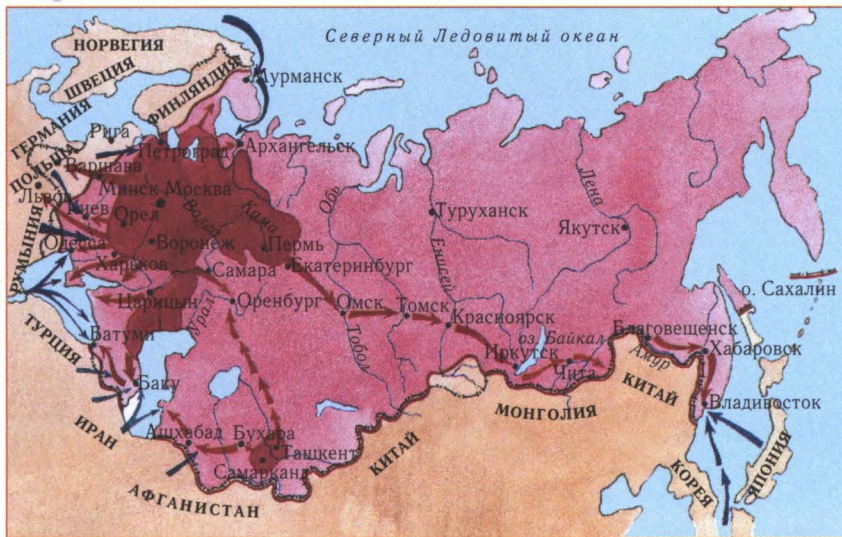 Северный Ледовитый океан
НОРВЕГИЯ
ШВЕЦИЯ
ФИНЛЯНДИЯ
Мурманск
ГЕРМАНИЯ
Рига
Петроград
Архангельск
ПОЛЬША
Варшава
Львов
Минск
Москва
Киев
Орел
Волга
Кама
Обь
Енисей
Лена
Туруханск
Якутск
РУМЫНИЯ
Одесса
Воронеж
Пермь
Харьков
Самара
Екатеринбург
о. Сахалин
Царицын
Урал
Оренбург
Омск
Томск
Красноярск
ТУРЦИЯ
Батуми
Тобол
оз. Байкал
Иркутск
Чита
Благовещенск
Амур
Хабаровск
Баку
КИТАЙ
Владивосток
ИРАН
Ашхабад
Бухара
Ташкент
Самарканд
КИТАЙ
МОНГОЛИЯ
АФГАНИСТАН
КОРЕЯ
ЯПОНИЯ